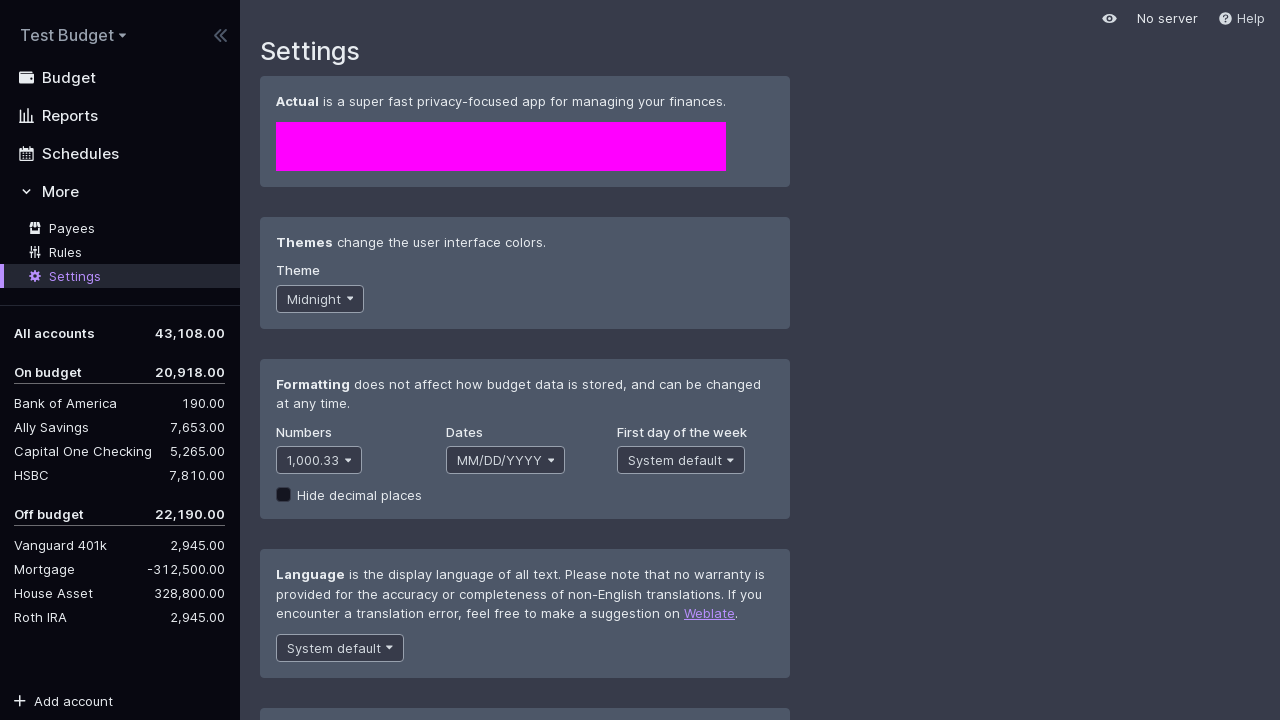 Test Budget
Budget
Reports
Schedules
More
Payees
Rules
Settings
All accounts 43,108.00
On budget 20,918.00
Bank of America 190.00
Ally Savings 7,653.00
Capital One Checking 5,265.00
HSBC 7,810.00
Off budget 22,190.00
Vanguard 401k 2,945.00
Mortgage -312,500.00
House Asset 328,800.00
Roth IRA 2,945.00
Add account
No server Help
Settings
Actual is a super fast privacy-focused app for managing your finances.
Themes change the user interface colors.
Theme
Midnight
Formatting does not affect how budget data is stored, and can be changed
at any time.
Numbers Dates First day of the week
1,000.33 MM/DD/YYYY System default
Hide decimal places
Language is the display language of all text. Please note that no warranty is
provided for the accuracy or completeness of non-English translations. If you
encounter a translation error, feel free to make a suggestion on Weblate.
System default